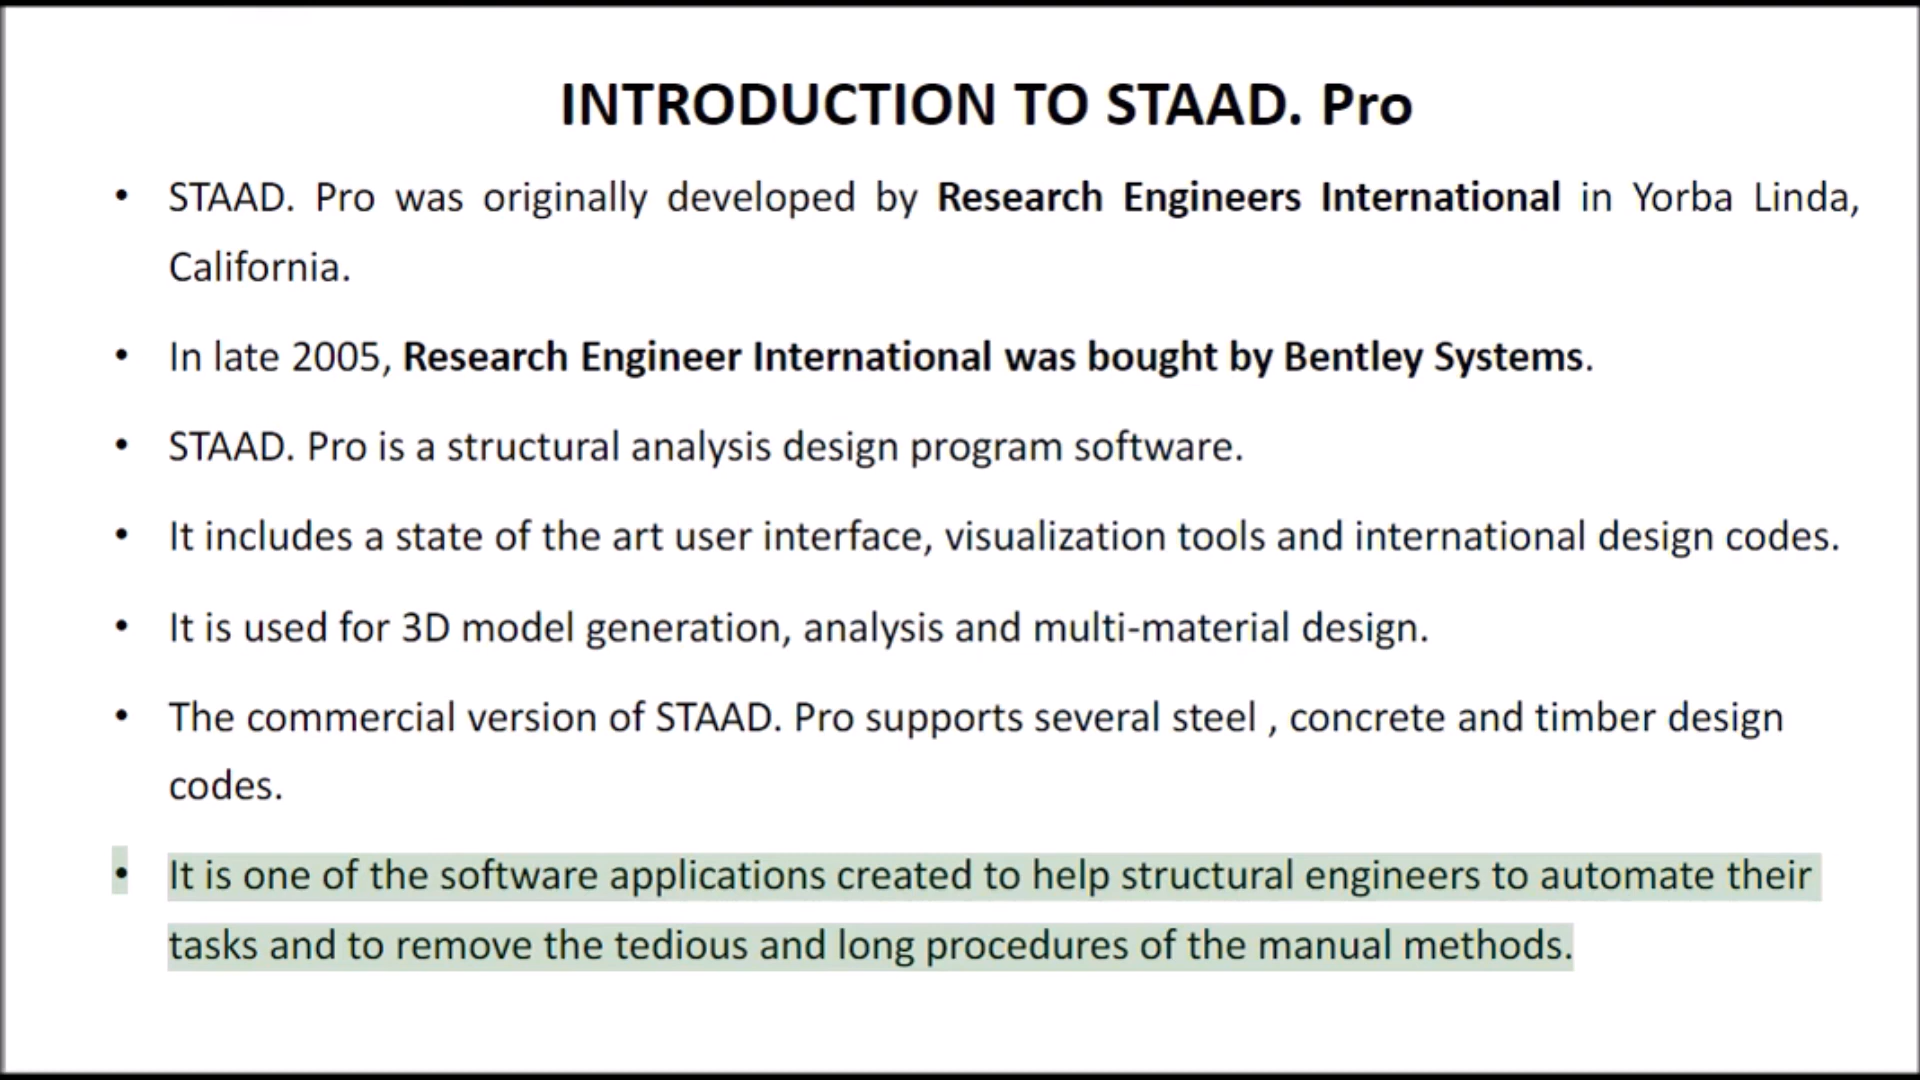 INTRODUCTION TO STAAD. Pro
• STAAD. Pro was originally developed by Research Engineers International in Yorba Linda,
California.
• In late 2005, Research Engineer International was bought by Bentley Systems.
• STAAD. Pro is a structural analysis design program software.
• It includes a state of the art user interface, visualization tools and international design codes.
• It is used for 3D model generation, analysis and multi-material design.
• The commercial version of STAAD. Pro supports several steel , concrete and timber design
codes.
• It is one of the software applications created to help structural engineers to automate their
tasks and to remove the tedious and long procedures of the manual methods.